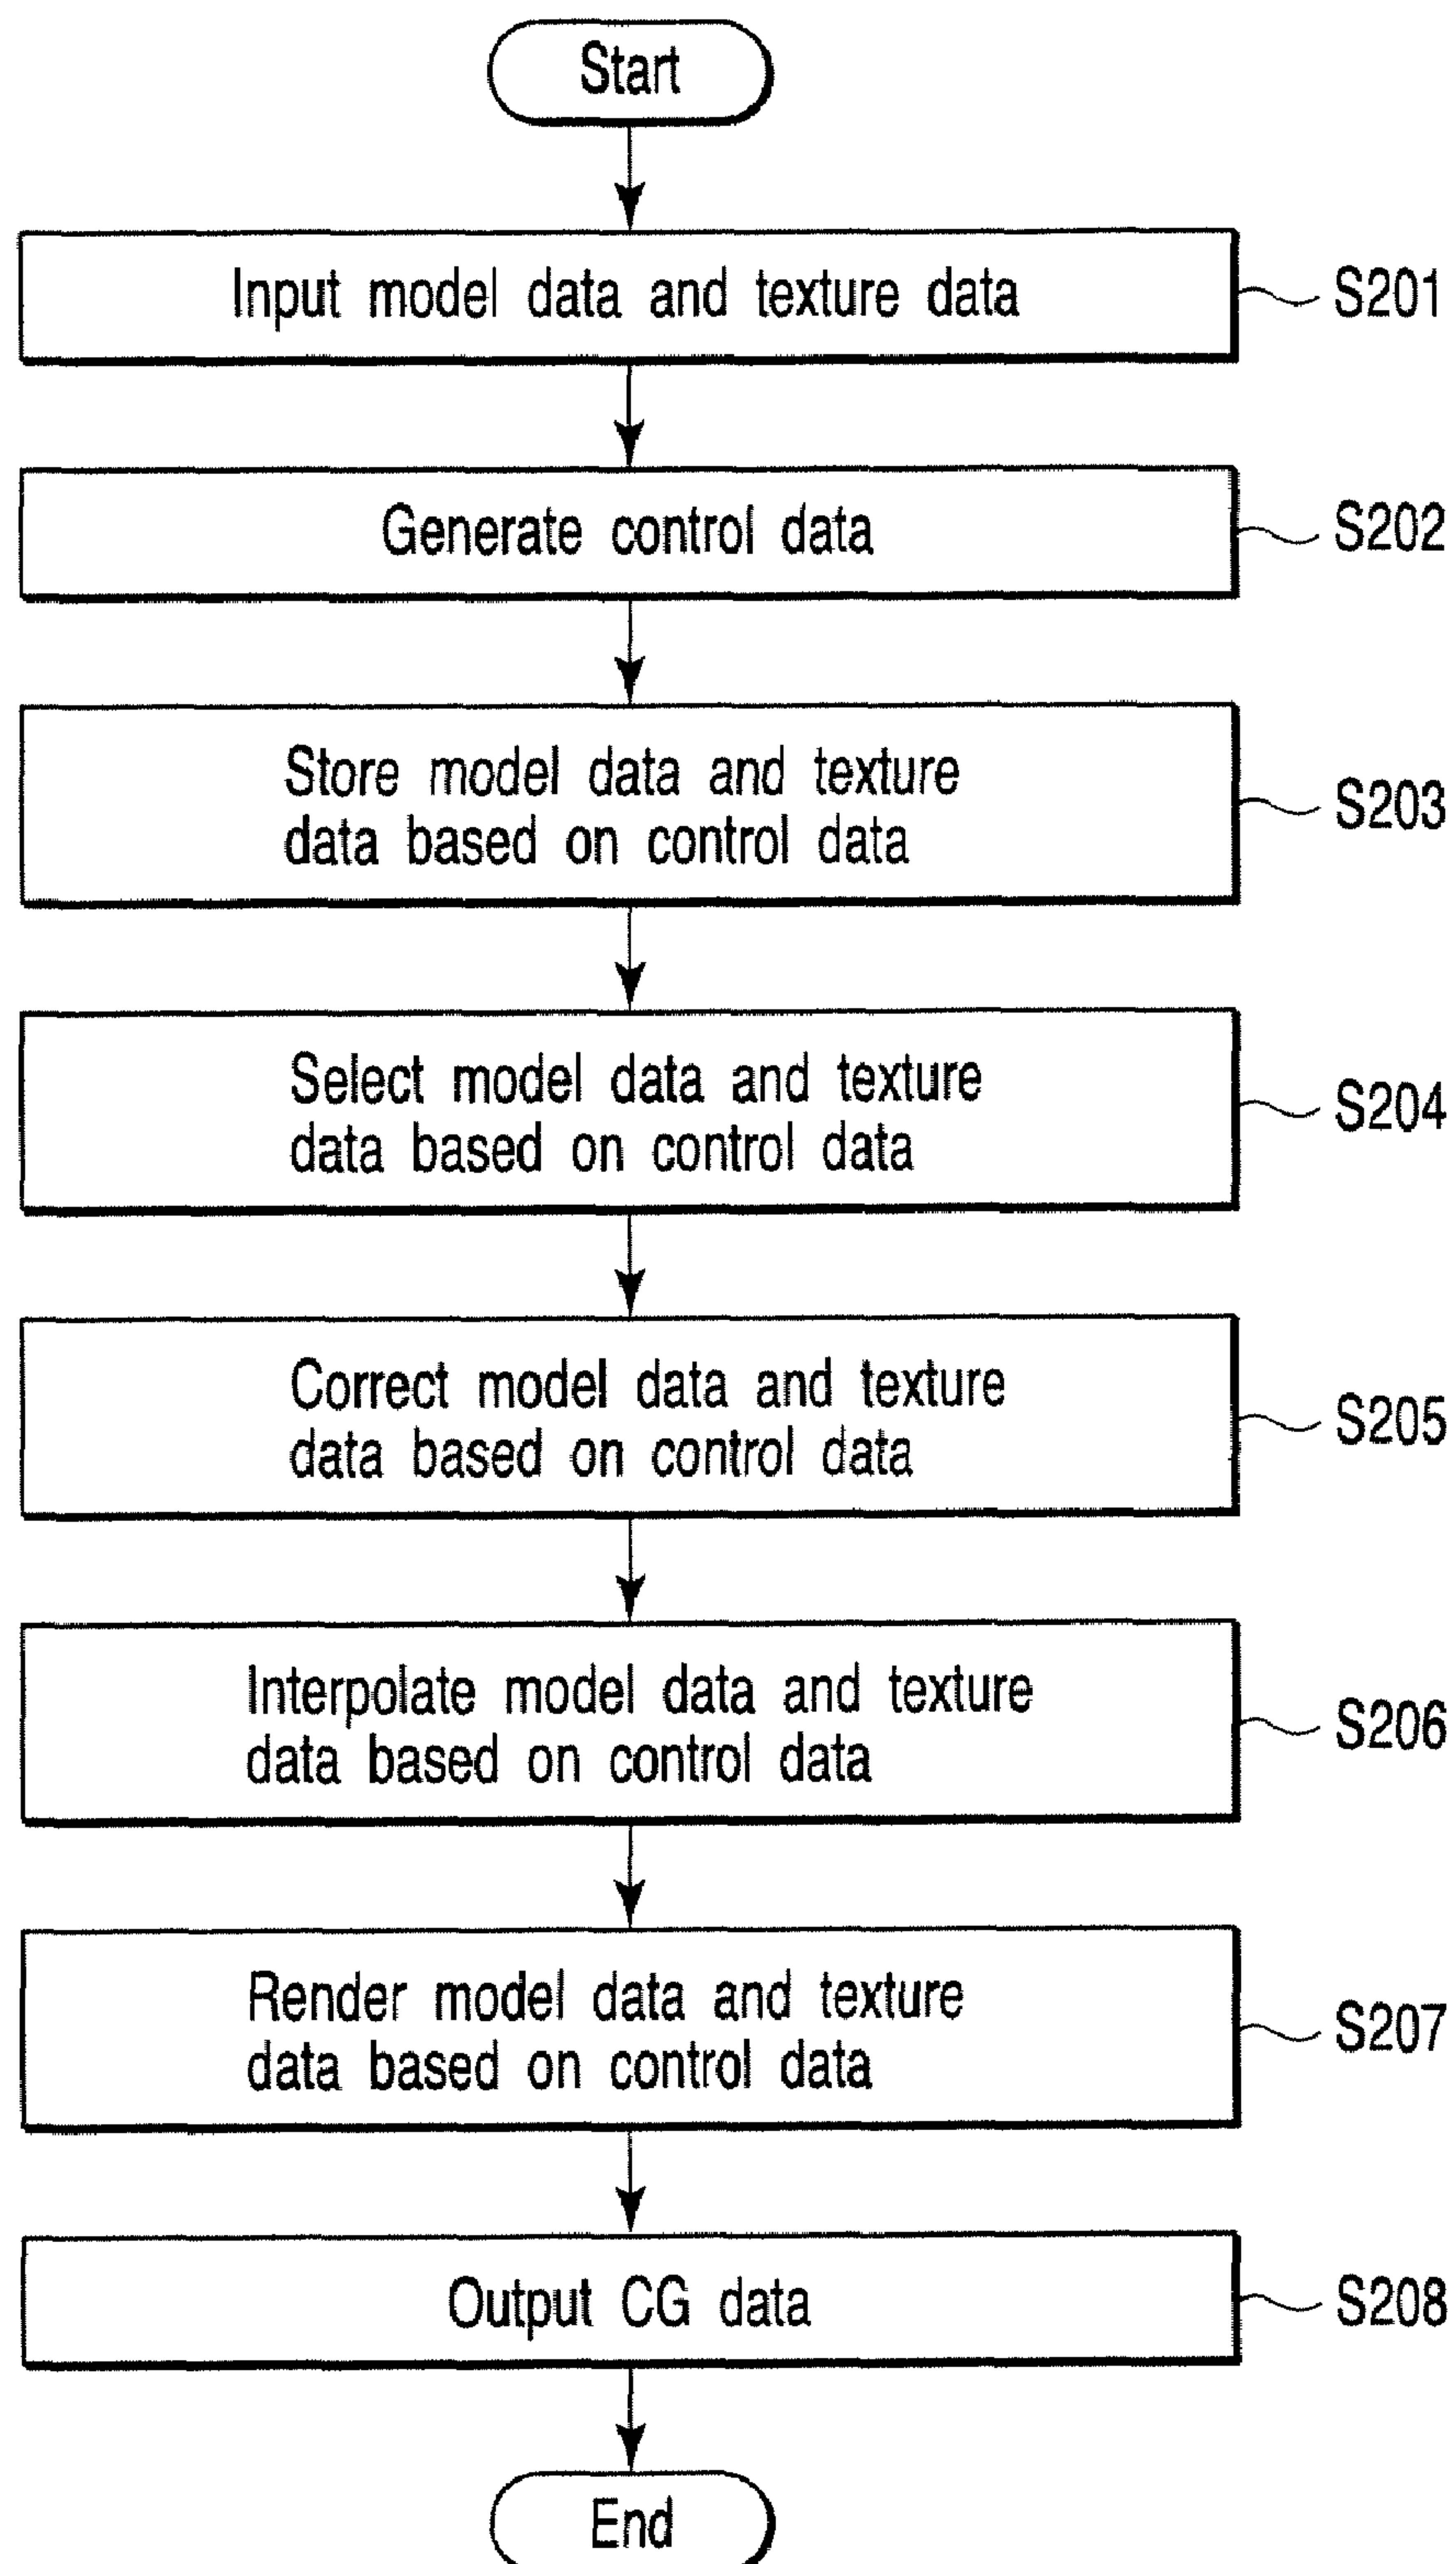 Start
Input model data and texture data
S201
Generate control data
S202
Store model data and texture
data based on control data
S203
Select model data and texture
data based on control data
S204
Correct model data and texture
data based on control data
S205
Interpolate model data and texture
data based on control data
S206
Render model data and texture
data based on control data
S207
Output CG data
S208
End